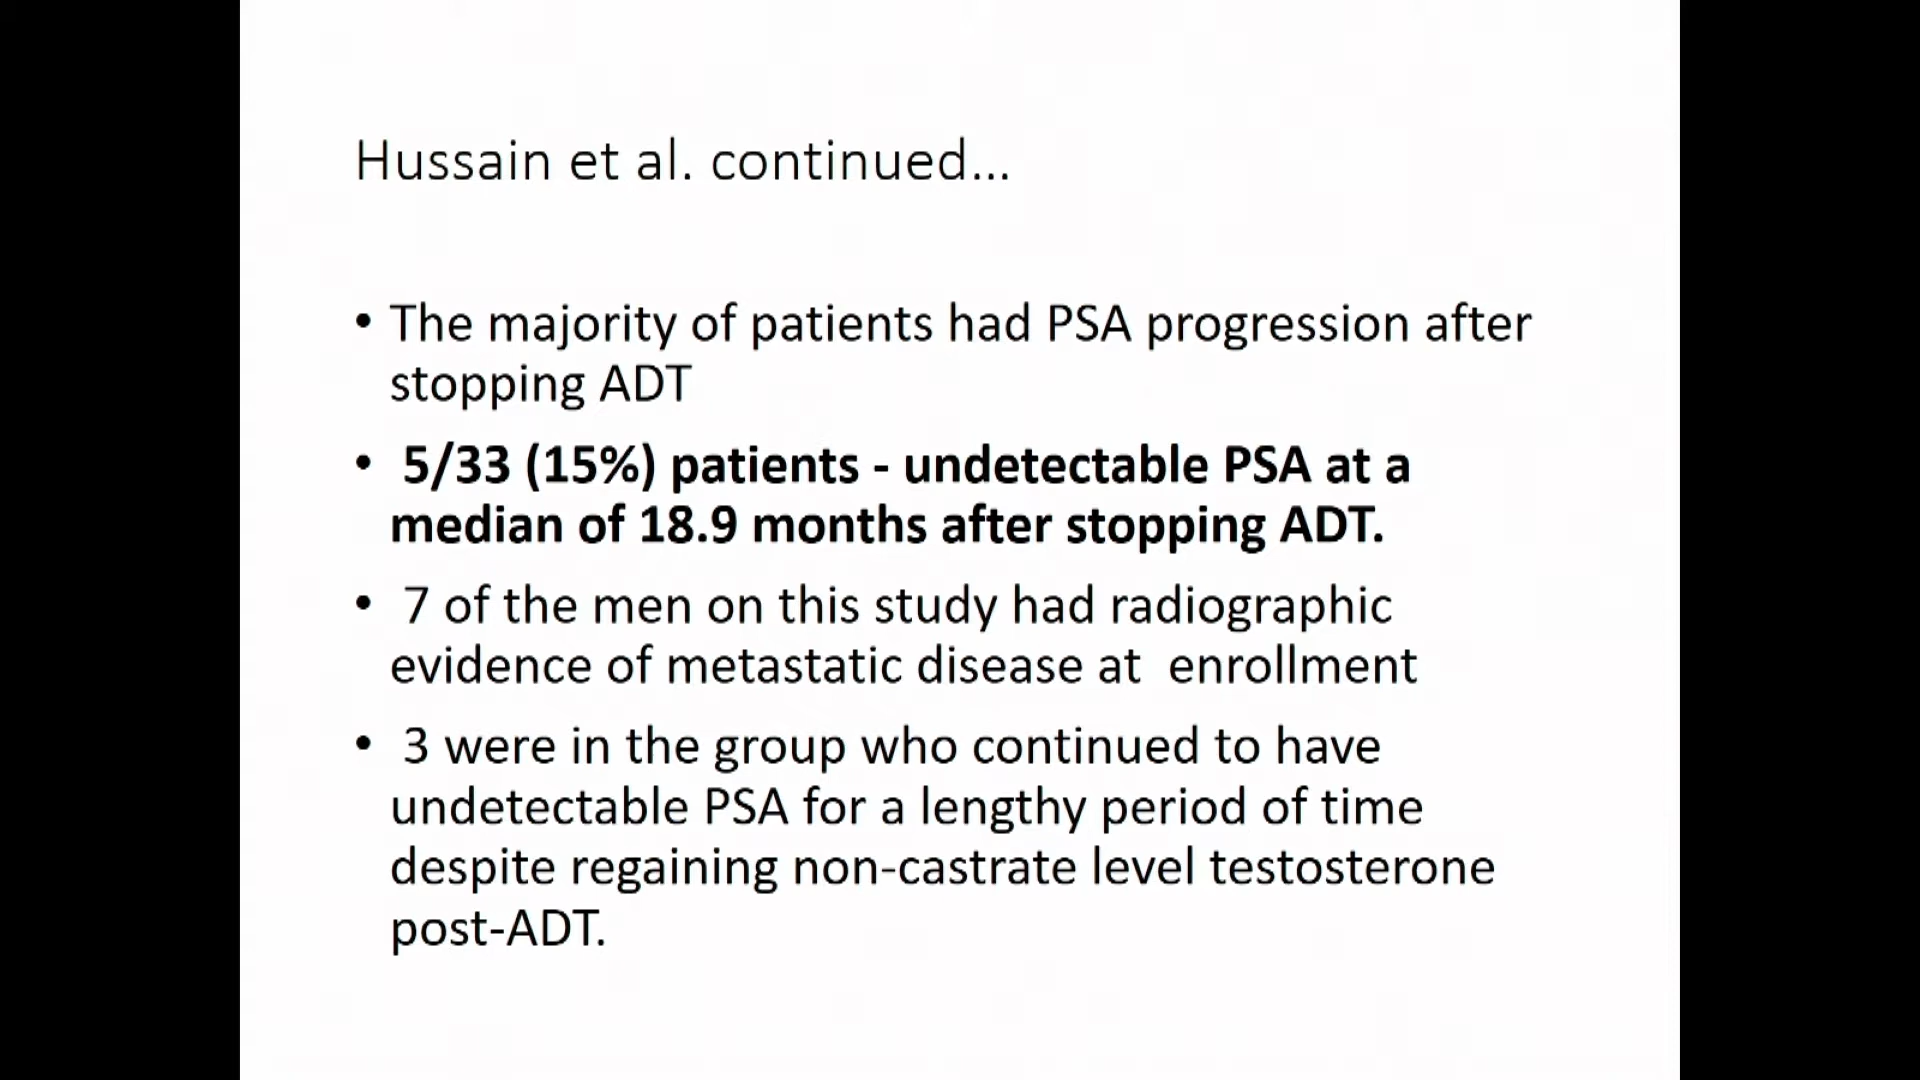 Hussain et al. continued...
• The majority of patients had PSA progression after
stopping ADT
• 5/33 (15%) patients - undetectable PSA at a
median of 18.9 months after stopping ADT.
• 7 of the men on this study had radiographic
evidence of metastatic disease at enrollment
• 3 were in the group who continued to have
undetectable PSA for a lengthy period of time
despite regaining non-castrate level testosterone
post-ADT.